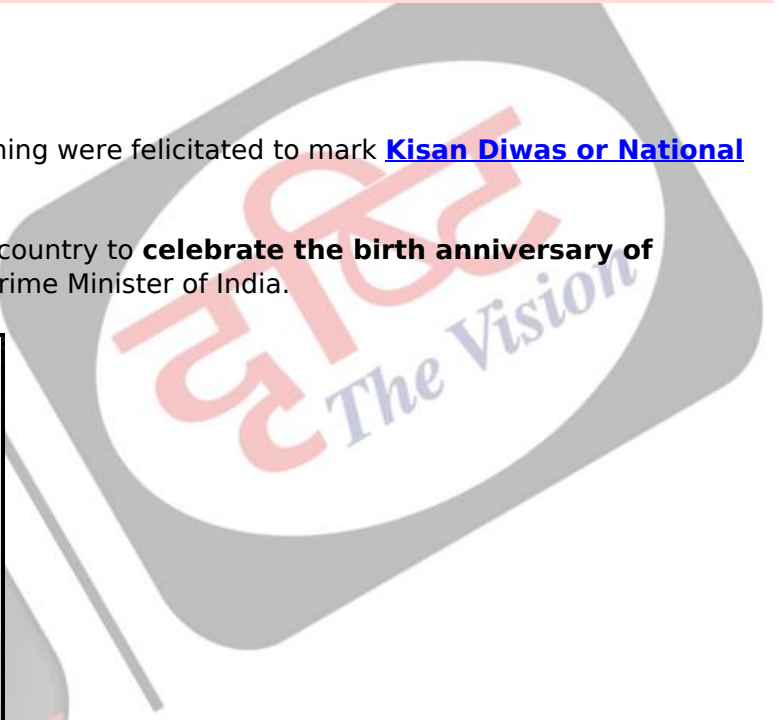 ning were felicitated to mark Kisan Diwas or National
country to celebrate the birth anniversary of
rime Minister of India.
दृष्टि
The Vision